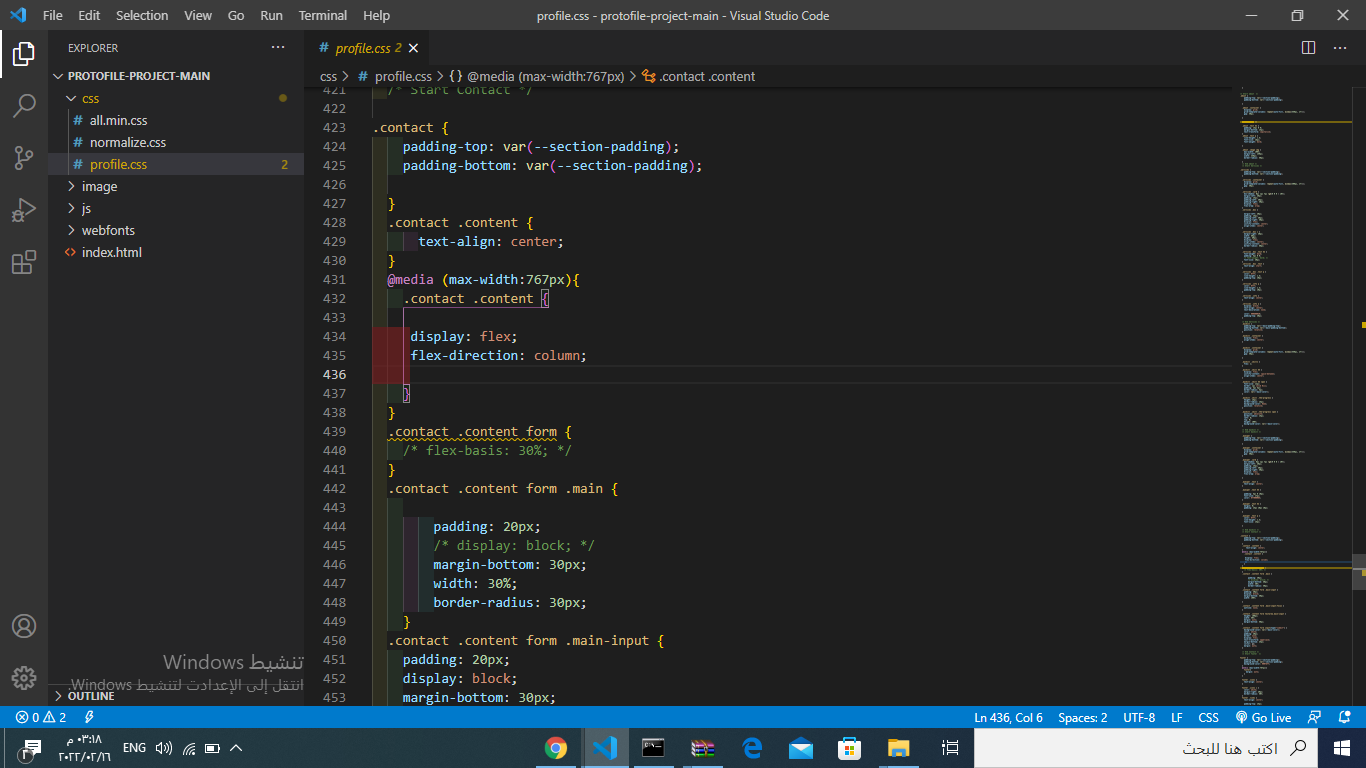 File Edit Selection View Go Run Terminal Help
profile.css - protofile-project-main - Visual Studio Code
EXPLORER
PROTOFILE-PROJECT-MAIN
css
# all.min.css
# normalize.css
# profile.css 2
image
js
webfonts
<> index.html
OUTLINE
# profile.css 2
css > # profile.css > {} @media (max-width:767px) > .contact .content
421 /* Start Contact */
422
423 .contact {
424 padding-top: var(--section-padding);
425 padding-bottom: var(--section-padding);
426
427 }
428 .contact .content {
429 text-align: center;
430 }
431 @media (max-width:767px){
432 .contact .content {
433
434 display: flex;
435 flex-direction: column;
436
437 }
438 }
439 .contact .content form {
440 /* flex-basis: 30%; */
441 }
442 .contact .content form .main {
443
444 padding: 20px;
445 /* display: block; */
446 margin-bottom: 30px;
447 width: 30%;
448 border-radius: 30px;
449 }
450 .contact .content form .main-input {
451 padding: 20px;
452 display: block;
453 margin-bottom: 30px;
تنشيط Windows
انتقل إلى الإعدادت لتنشيط Windows.
0 2
Ln 436, Col 6 Spaces: 2 UTF-8 LF CSS Go Live
٠٣:١٨ م
٢٠٢٢/٠٢/١٦
ENG
اكتب هنا للبحث